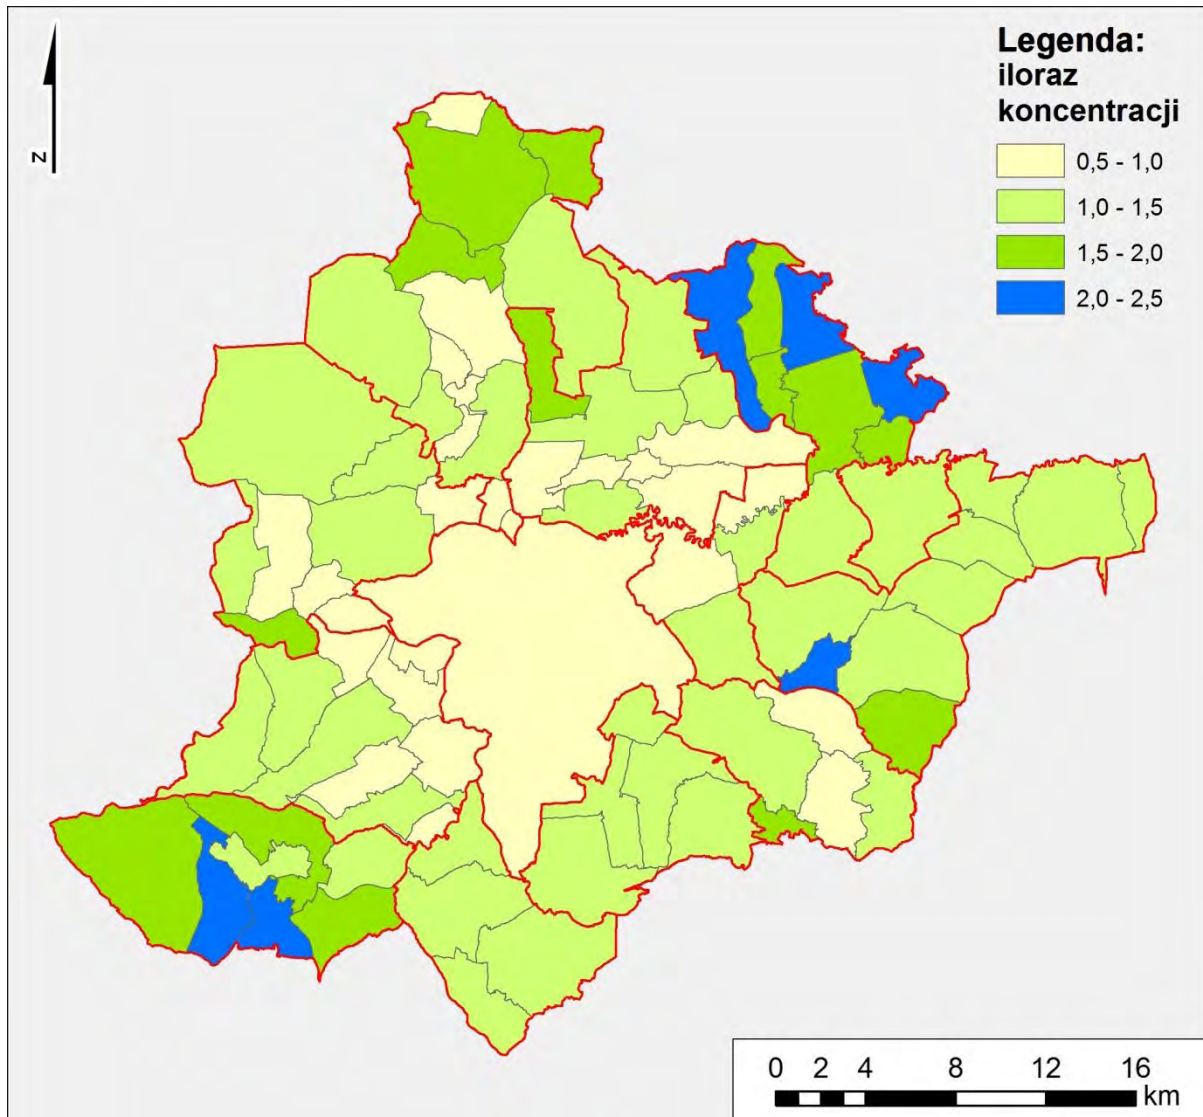 Legenda:
iloraz
koncentracji
0,5 - 1,0
1,0 - 1,5
1,5 - 2,0
2,0 - 2,5
N
0 2 4 8 12 16
km